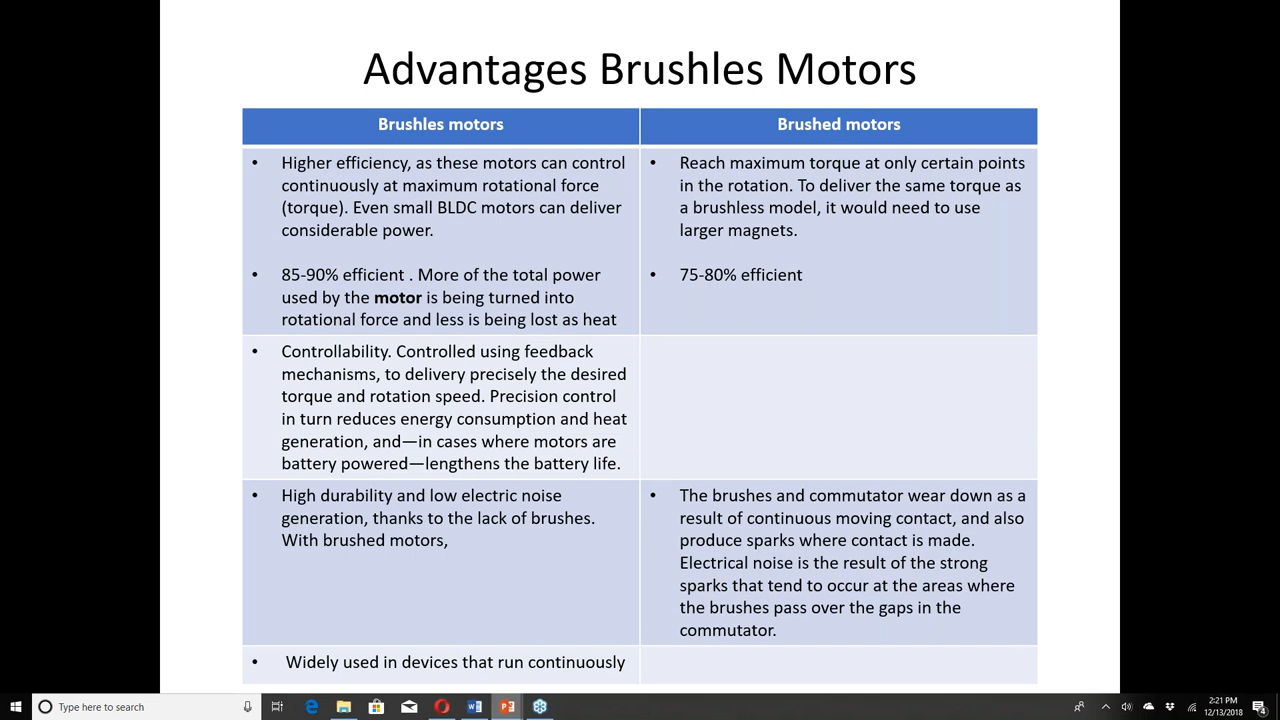 Advantages Brushles Motors
Brushles motors
Brushed motors
• Higher efficiency, as these motors can control
continuously at maximum rotational force
(torque). Even small BLDC motors can deliver
considerable power.
• 85-90% efficient . More of the total power
used by the motor is being turned into
rotational force and less is being lost as heat
• Reach maximum torque at only certain points
in the rotation. To deliver the same torque as
a brushless model, it would need to use
larger magnets.
• 75-80% efficient
• Controllability. Controlled using feedback
mechanisms, to delivery precisely the desired
torque and rotation speed. Precision control
in turn reduces energy consumption and heat
generation, and—in cases where motors are
battery powered—lengthens the battery life.
• High durability and low electric noise
generation, thanks to the lack of brushes.
With brushed motors,
• The brushes and commutator wear down as a
result of continuous moving contact, and also
produce sparks where contact is made.
Electrical noise is the result of the strong
sparks that tend to occur at the areas where
the brushes pass over the gaps in the
commutator.
• Widely used in devices that run continuously
Type here to search
2:21 PM
12/13/2018
4